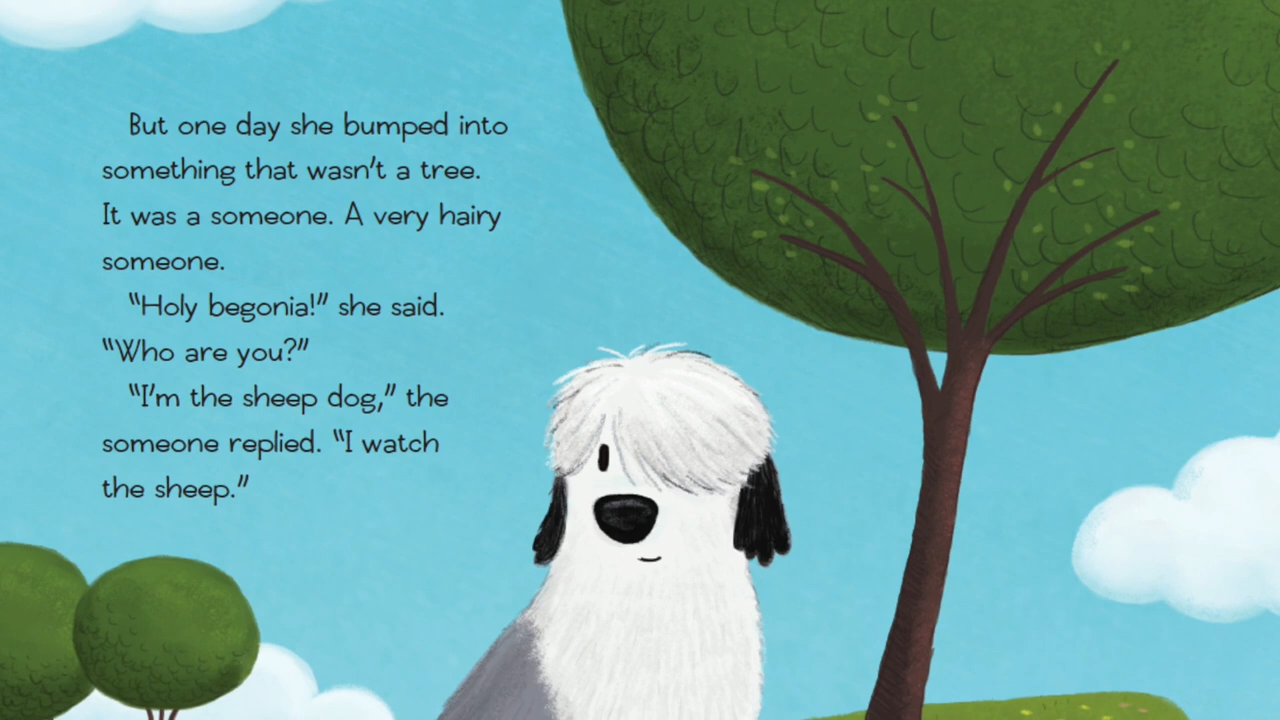 But one day she bumped into
something that wasn't a tree.
It was a someone. A very hairy
someone.
"Holy begonia!" she said.
"Who are you?"
"I'm the sheep dog," the
someone replied. "I watch
the sheep."